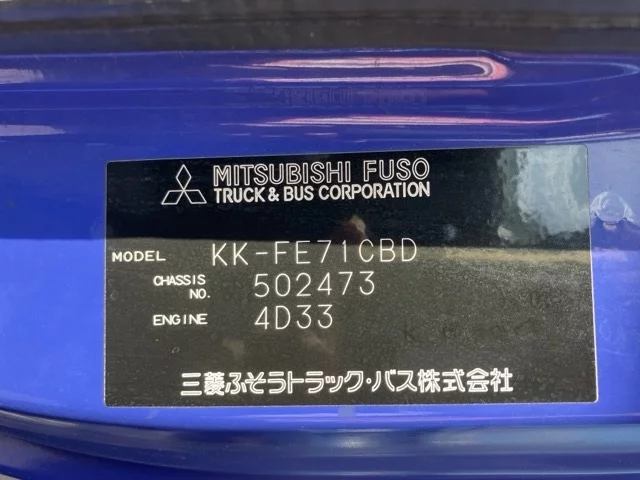 MITSUBISHI FUSO
TRUCK & BUS CORPORATION
MODEL KK-FE71CBD
CHASSIS NO. 502473
ENGINE 4D33
三菱ふそうトラック・バス株式会社